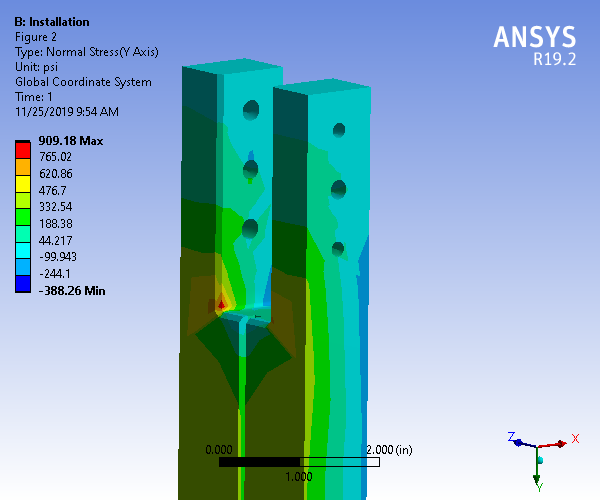 B: Installation
Figure 2
Type: Normal Stress(Y Axis)
Unit: psi
Global Coordinate System
Time: 1
11/25/2019 9:54 AM
ANSYS
R19.2
909.18 Max
765.02
620.86
476.7
332.54
188.38
44.217
-99.943
-244.1
-388.26 Min
0.000
2.000 (in)
1.000
Z
X
Y